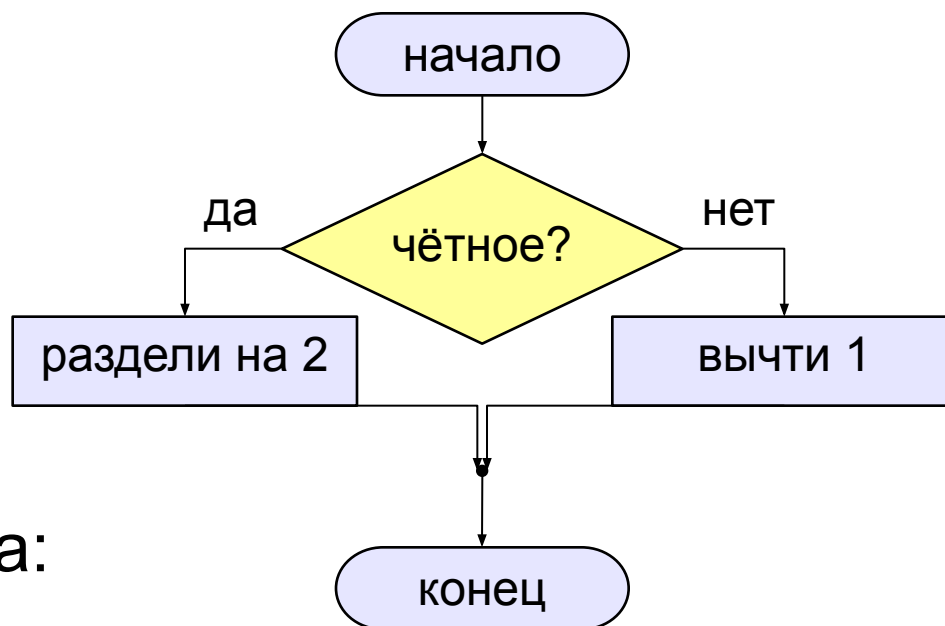 начало
да
нет
чётное?
раздели на 2
вычти 1
а:
конец